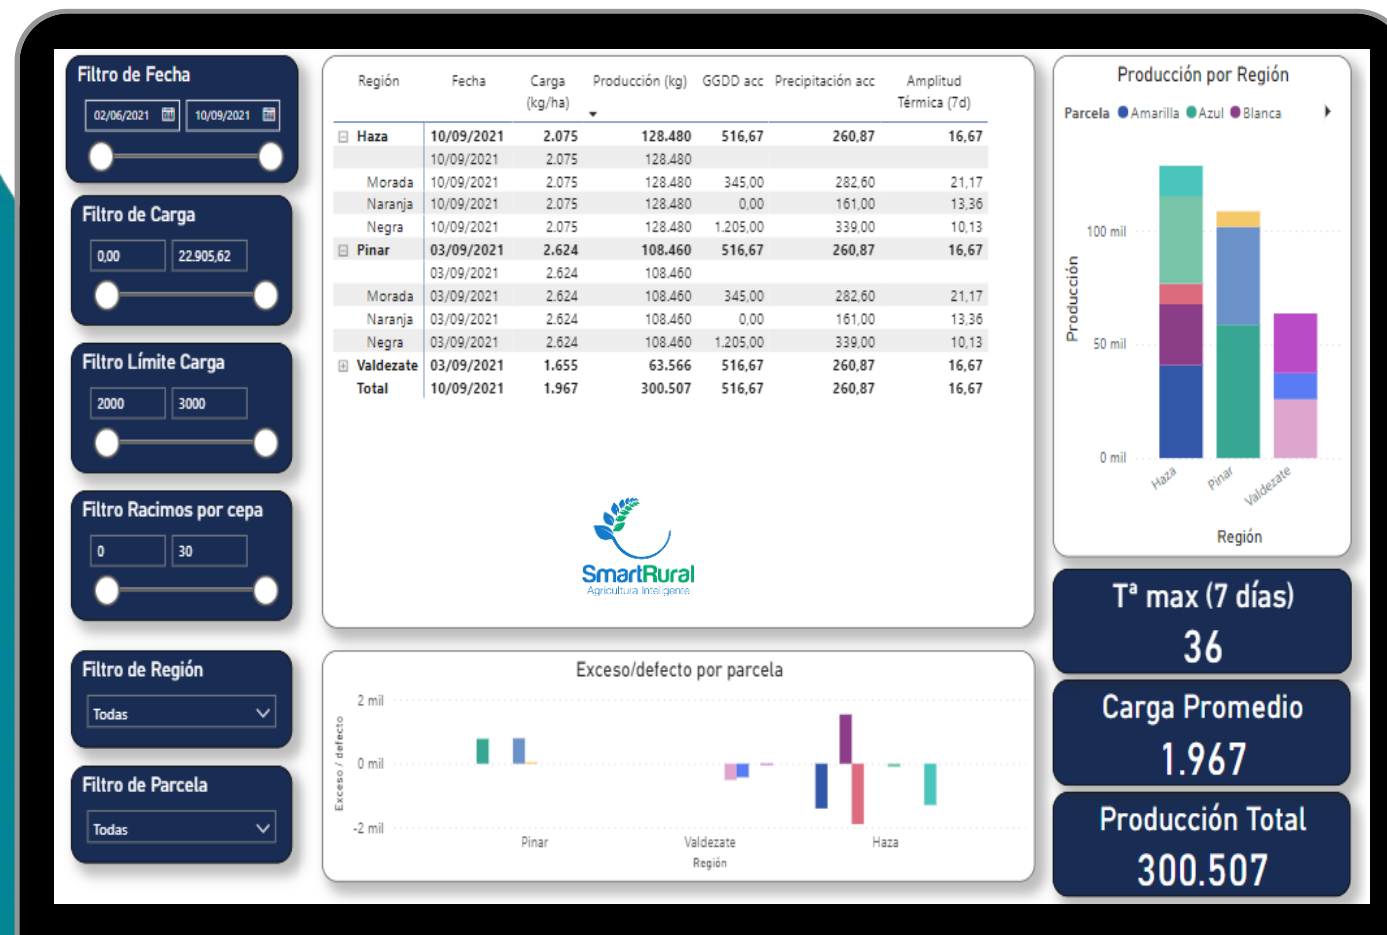 Filtro de Fecha
02/06/2021 10/09/2021
Filtro de Carga
0,00 22.905,62
Filtro Límite Carga
2000 3000
Filtro Racimos por cepa
0 30
Filtro de Región
Todas
Filtro de Parcela
Todas
Región Fecha Carga (kg/ha) Producción (kg) GGDD acc Precipitación acc Amplitud Térmica (7d)
Haza 10/09/2021 2.075 128.480 516,67 260,87 16,67
10/09/2021 2.075 128.480
Morada 10/09/2021 2.075 128.480 345,00 282,60 21,17
Naranja 10/09/2021 2.075 128.480 0,00 161,00 13,36
Negra 10/09/2021 2.075 128.480 1.205,00 339,00 10,13
Pinar 03/09/2021 2.624 108.460 516,67 260,87 16,67
03/09/2021 2.624 108.460
Morada 03/09/2021 2.624 108.460 345,00 282,60 21,17
Naranja 03/09/2021 2.624 108.460 0,00 161,00 13,36
Negra 03/09/2021 2.624 108.460 1.205,00 339,00 10,13
Valdezate 03/09/2021 1.655 63.566 516,67 260,87 16,67
Total 10/09/2021 1.967 300.507 516,67 260,87 16,67
SmartRural
Agricultura Inteligente
Exceso/defecto por parcela
Exceso / defecto
2 mil
0 mil
-2 mil
Pinar Valdezate Haza
Región
Producción por Región
Parcela Amarilla Azul Blanca
Producción
100 mil
50 mil
0 mil
Haza Pinar Valdezate
Región
Tª max (7 días)
36
Carga Promedio
1.967
Producción Total
300.507